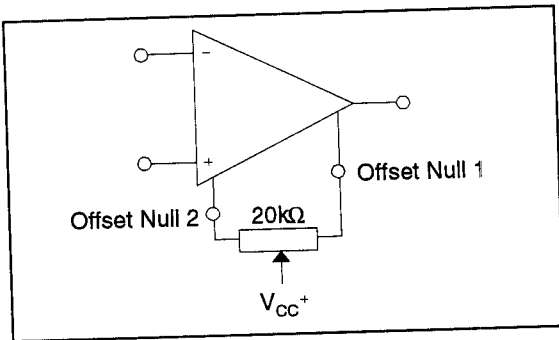 −
+
Offset Null 1
Offset Null 2
20kΩ
VCC+